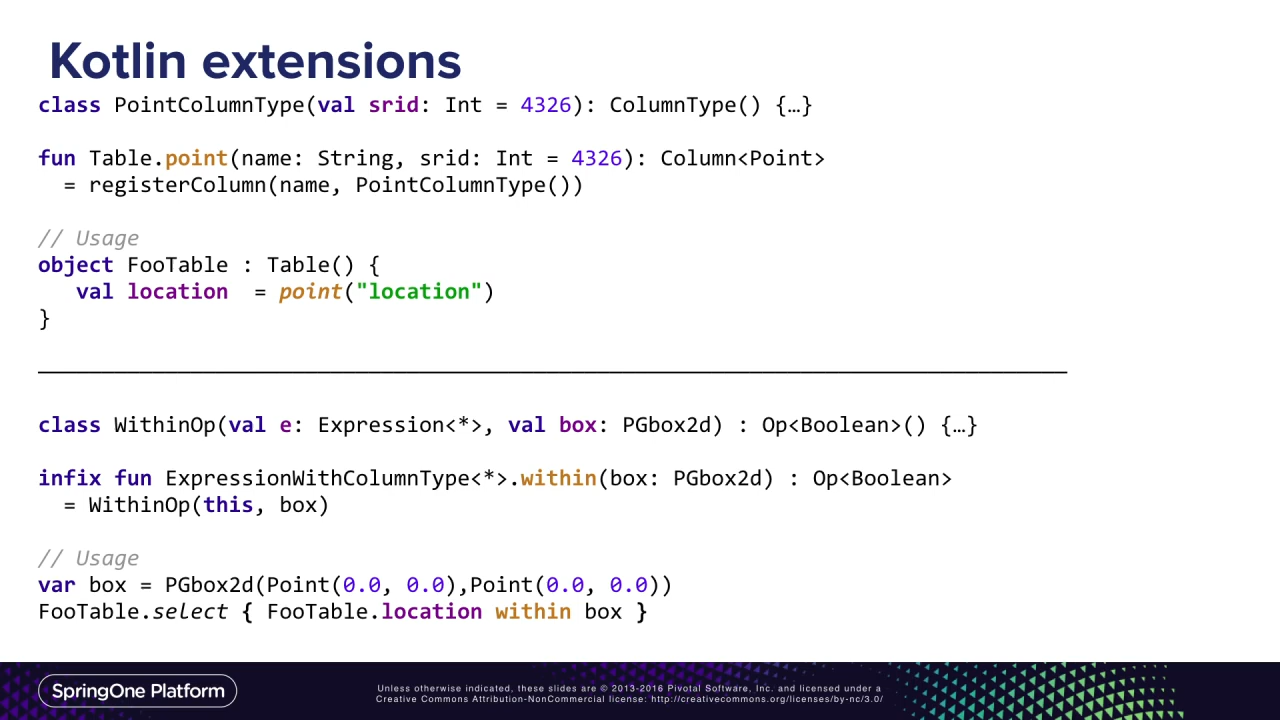 Kotlin extensions
class PointColumnType(val srid: Int = 4326): ColumnType() {…}
fun Table.point(name: String, srid: Int = 4326): Column<Point>
  = registerColumn(name, PointColumnType())
// Usage
object FooTable : Table() {
   val location  = point("location")
}
class WithinOp(val e: Expression<*>, val box: PGbox2d) : Op<Boolean>() {…}
infix fun ExpressionWithColumnType<*>.within(box: PGbox2d) : Op<Boolean>
  = WithinOp(this, box)
// Usage
var box = PGbox2d(Point(0.0, 0.0),Point(0.0, 0.0))
FooTable.select { FooTable.location within box }
SpringOne Platform
Unless otherwise indicated, these slides are © 2013-2016 Pivotal Software, Inc. and licensed under a
Creative Commons Attribution-NonCommercial license: http://creativecommons.org/licenses/by-nc/3.0/